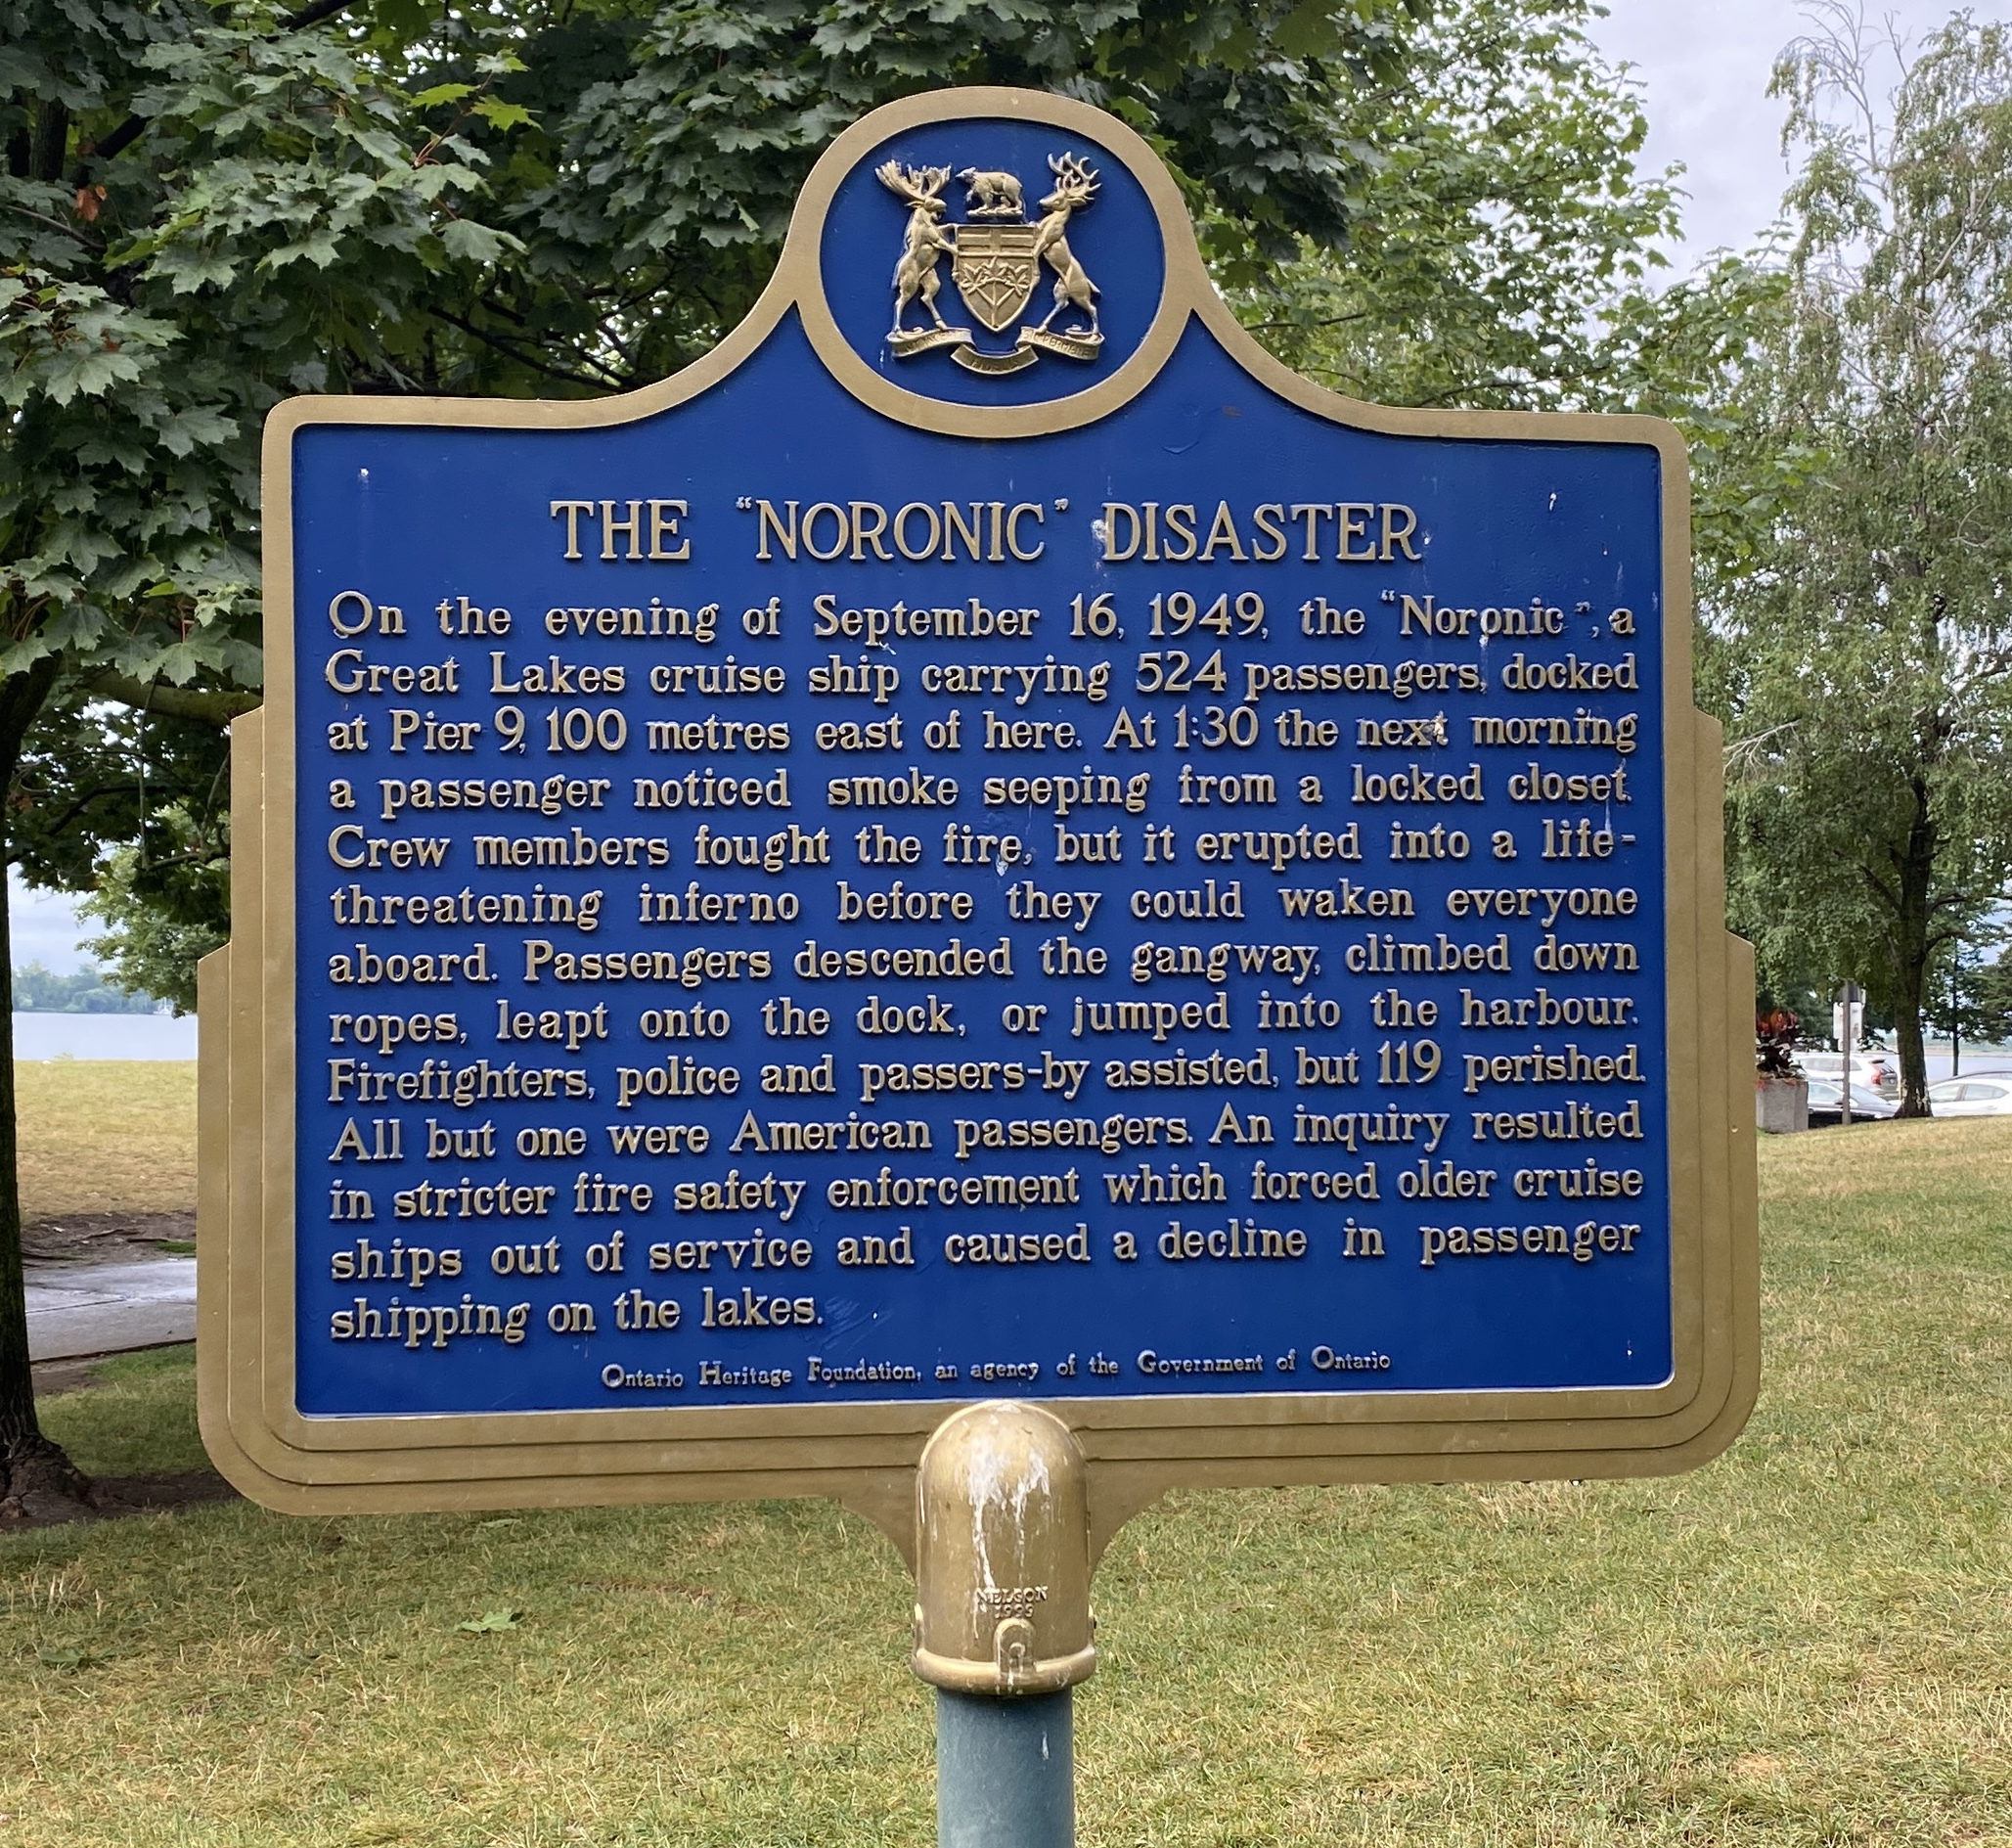 THE "NORONIC" DISASTER
On the evening of September 16, 1949, the "Noronic", a
Great Lakes cruise ship carrying 524 passengers, docked
at Pier 9, 100 metres east of here. At 1:30 the next morning
a passenger noticed smoke seeping from a locked closet.
Crew members fought the fire, but it erupted into a life-
threatening inferno before they could waken everyone
aboard. Passengers descended the gangway, climbed down
ropes, leapt onto the dock, or jumped into the harbour.
Firefighters, police and passers-by assisted, but 119 perished.
All but one were American passengers. An inquiry resulted
in stricter fire safety enforcement which forced older cruise
ships out of service and caused a decline in passenger
shipping on the lakes.
Ontario Heritage Foundation, an agency of the Government of Ontario
NELSON